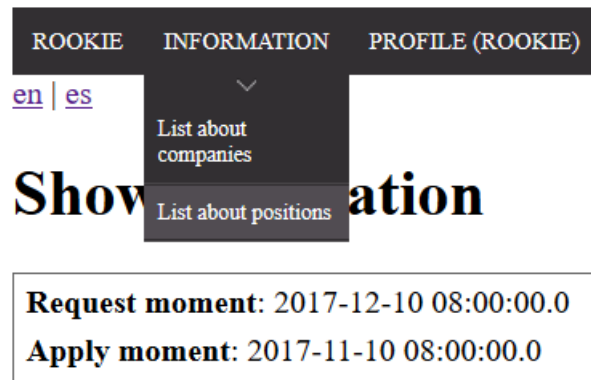 ROOKIE INFORMATION PROFILE (ROOKIE)
en | es
List about
companies
List about positions
Show ation
Request moment: 2017-12-10 08:00:00.0
Apply moment: 2017-11-10 08:00:00.0